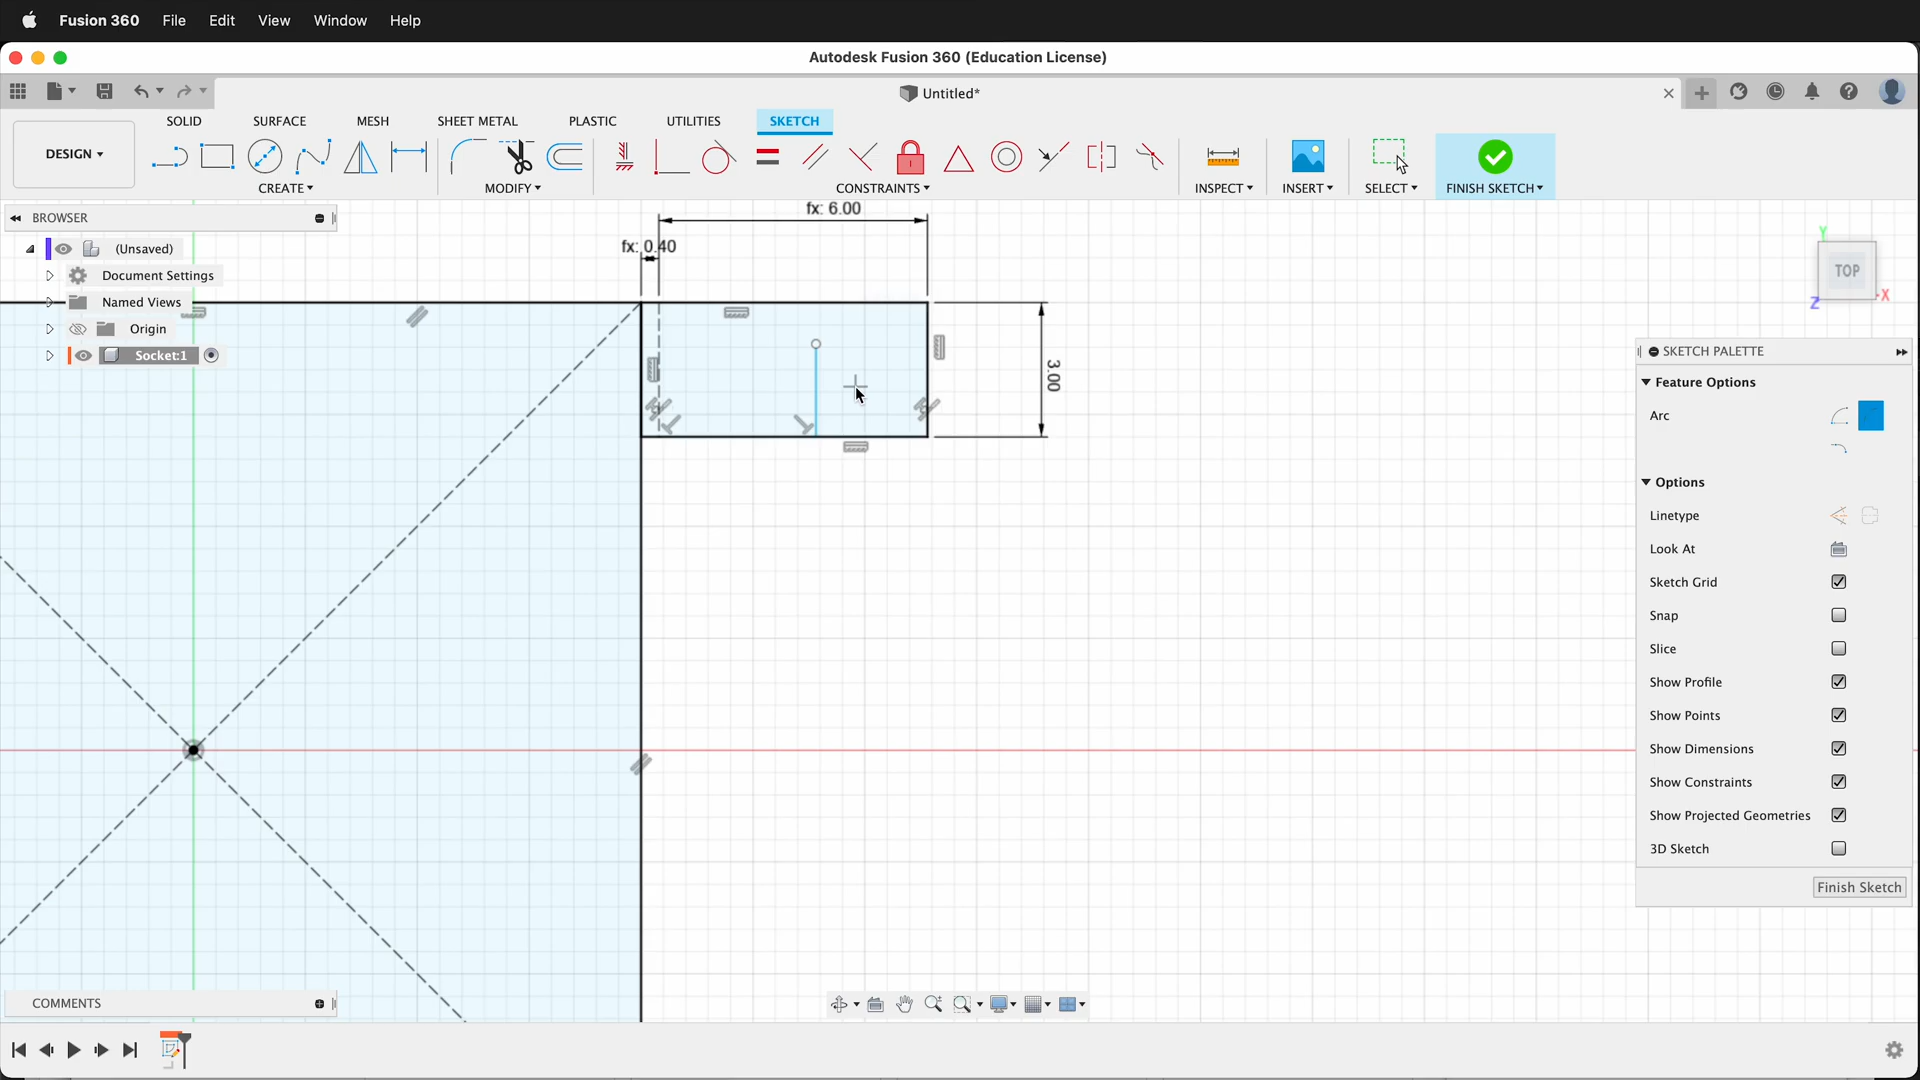 Fusion 360 File Edit View Window Help
Autodesk Fusion 360 (Education License)
Untitled*
SOLID SURFACE MESH SHEET METAL PLASTIC UTILITIES SKETCH
DESIGN
CREATE MODIFY CONSTRAINTS INSPECT INSERT SELECT FINISH SKETCH
BROWSER
(Unsaved)
Document Settings
Named Views
Origin
Socket:1
fx: 6.00
fx: 0.40
3.00
Y
TOP
X
Z
SKETCH PALETTE
Feature Options
Arc
Options
Linetype
Look At
Sketch Grid
Snap
Slice
Show Profile
Show Points
Show Dimensions
Show Constraints
Show Projected Geometries
3D Sketch
Finish Sketch
COMMENTS